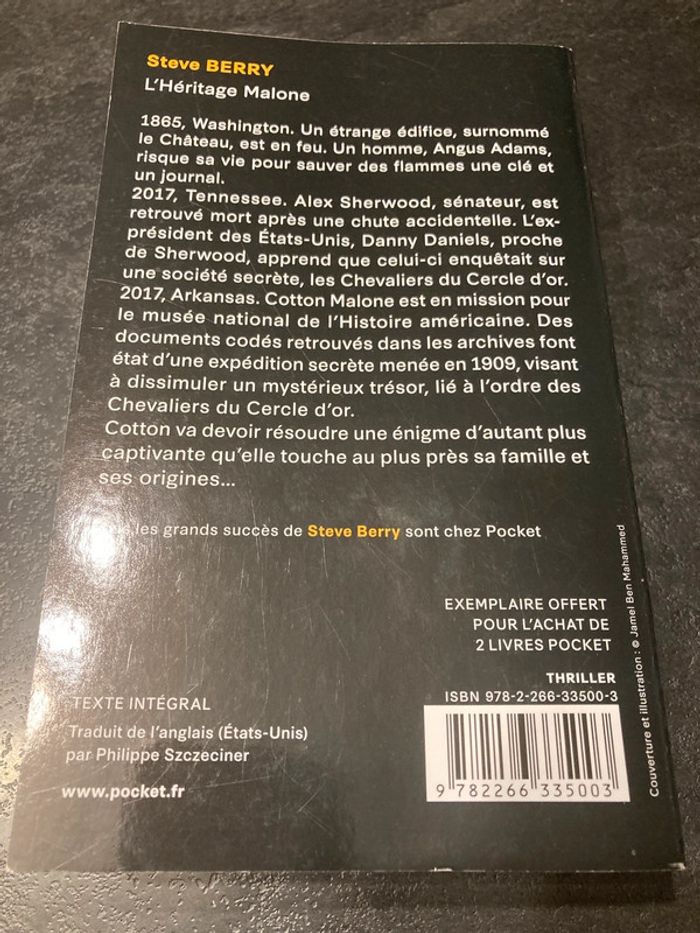 Steve BERRY
L'Héritage Malone
1865, Washington. Un étrange édifice, surnommé
le Château, est en feu. Un homme, Angus Adams,
risque sa vie pour sauver des flammes une clé et
un journal.
2017, Tennessee. Alex Sherwood, sénateur, est
retrouvé mort après une chute accidentelle. L'ex-
président des États-Unis, Danny Daniels, proche
de Sherwood, apprend que celui-ci enquêtait sur
une société secrète, les Chevaliers du Cercle d'or.
2017, Arkansas. Cotton Malone est en mission pour
le musée national de l'Histoire américaine. Des
documents codés retrouvés dans les archives font
état d'une expédition secrète menée en 1909, visant
à dissimuler un mystérieux trésor, lié à l'ordre des
Chevaliers du Cercle d'or.
Cotton va devoir résoudre une énigme d'autant plus
captivante qu'elle touche au plus près sa famille et
ses origines...
les grands succès de Steve Berry sont chez Pocket
EXEMPLAIRE OFFERT
POUR L'ACHAT DE
2 LIVRES POCKET
THRILLER
ISBN 978-2-266-33500-3
TEXTE INTÉGRAL
Traduit de l'anglais (États-Unis)
par Philippe Szczeciner
www.pocket.fr
9 782266 335003
Couverture et illustration : © Jamel Ben Mahammed